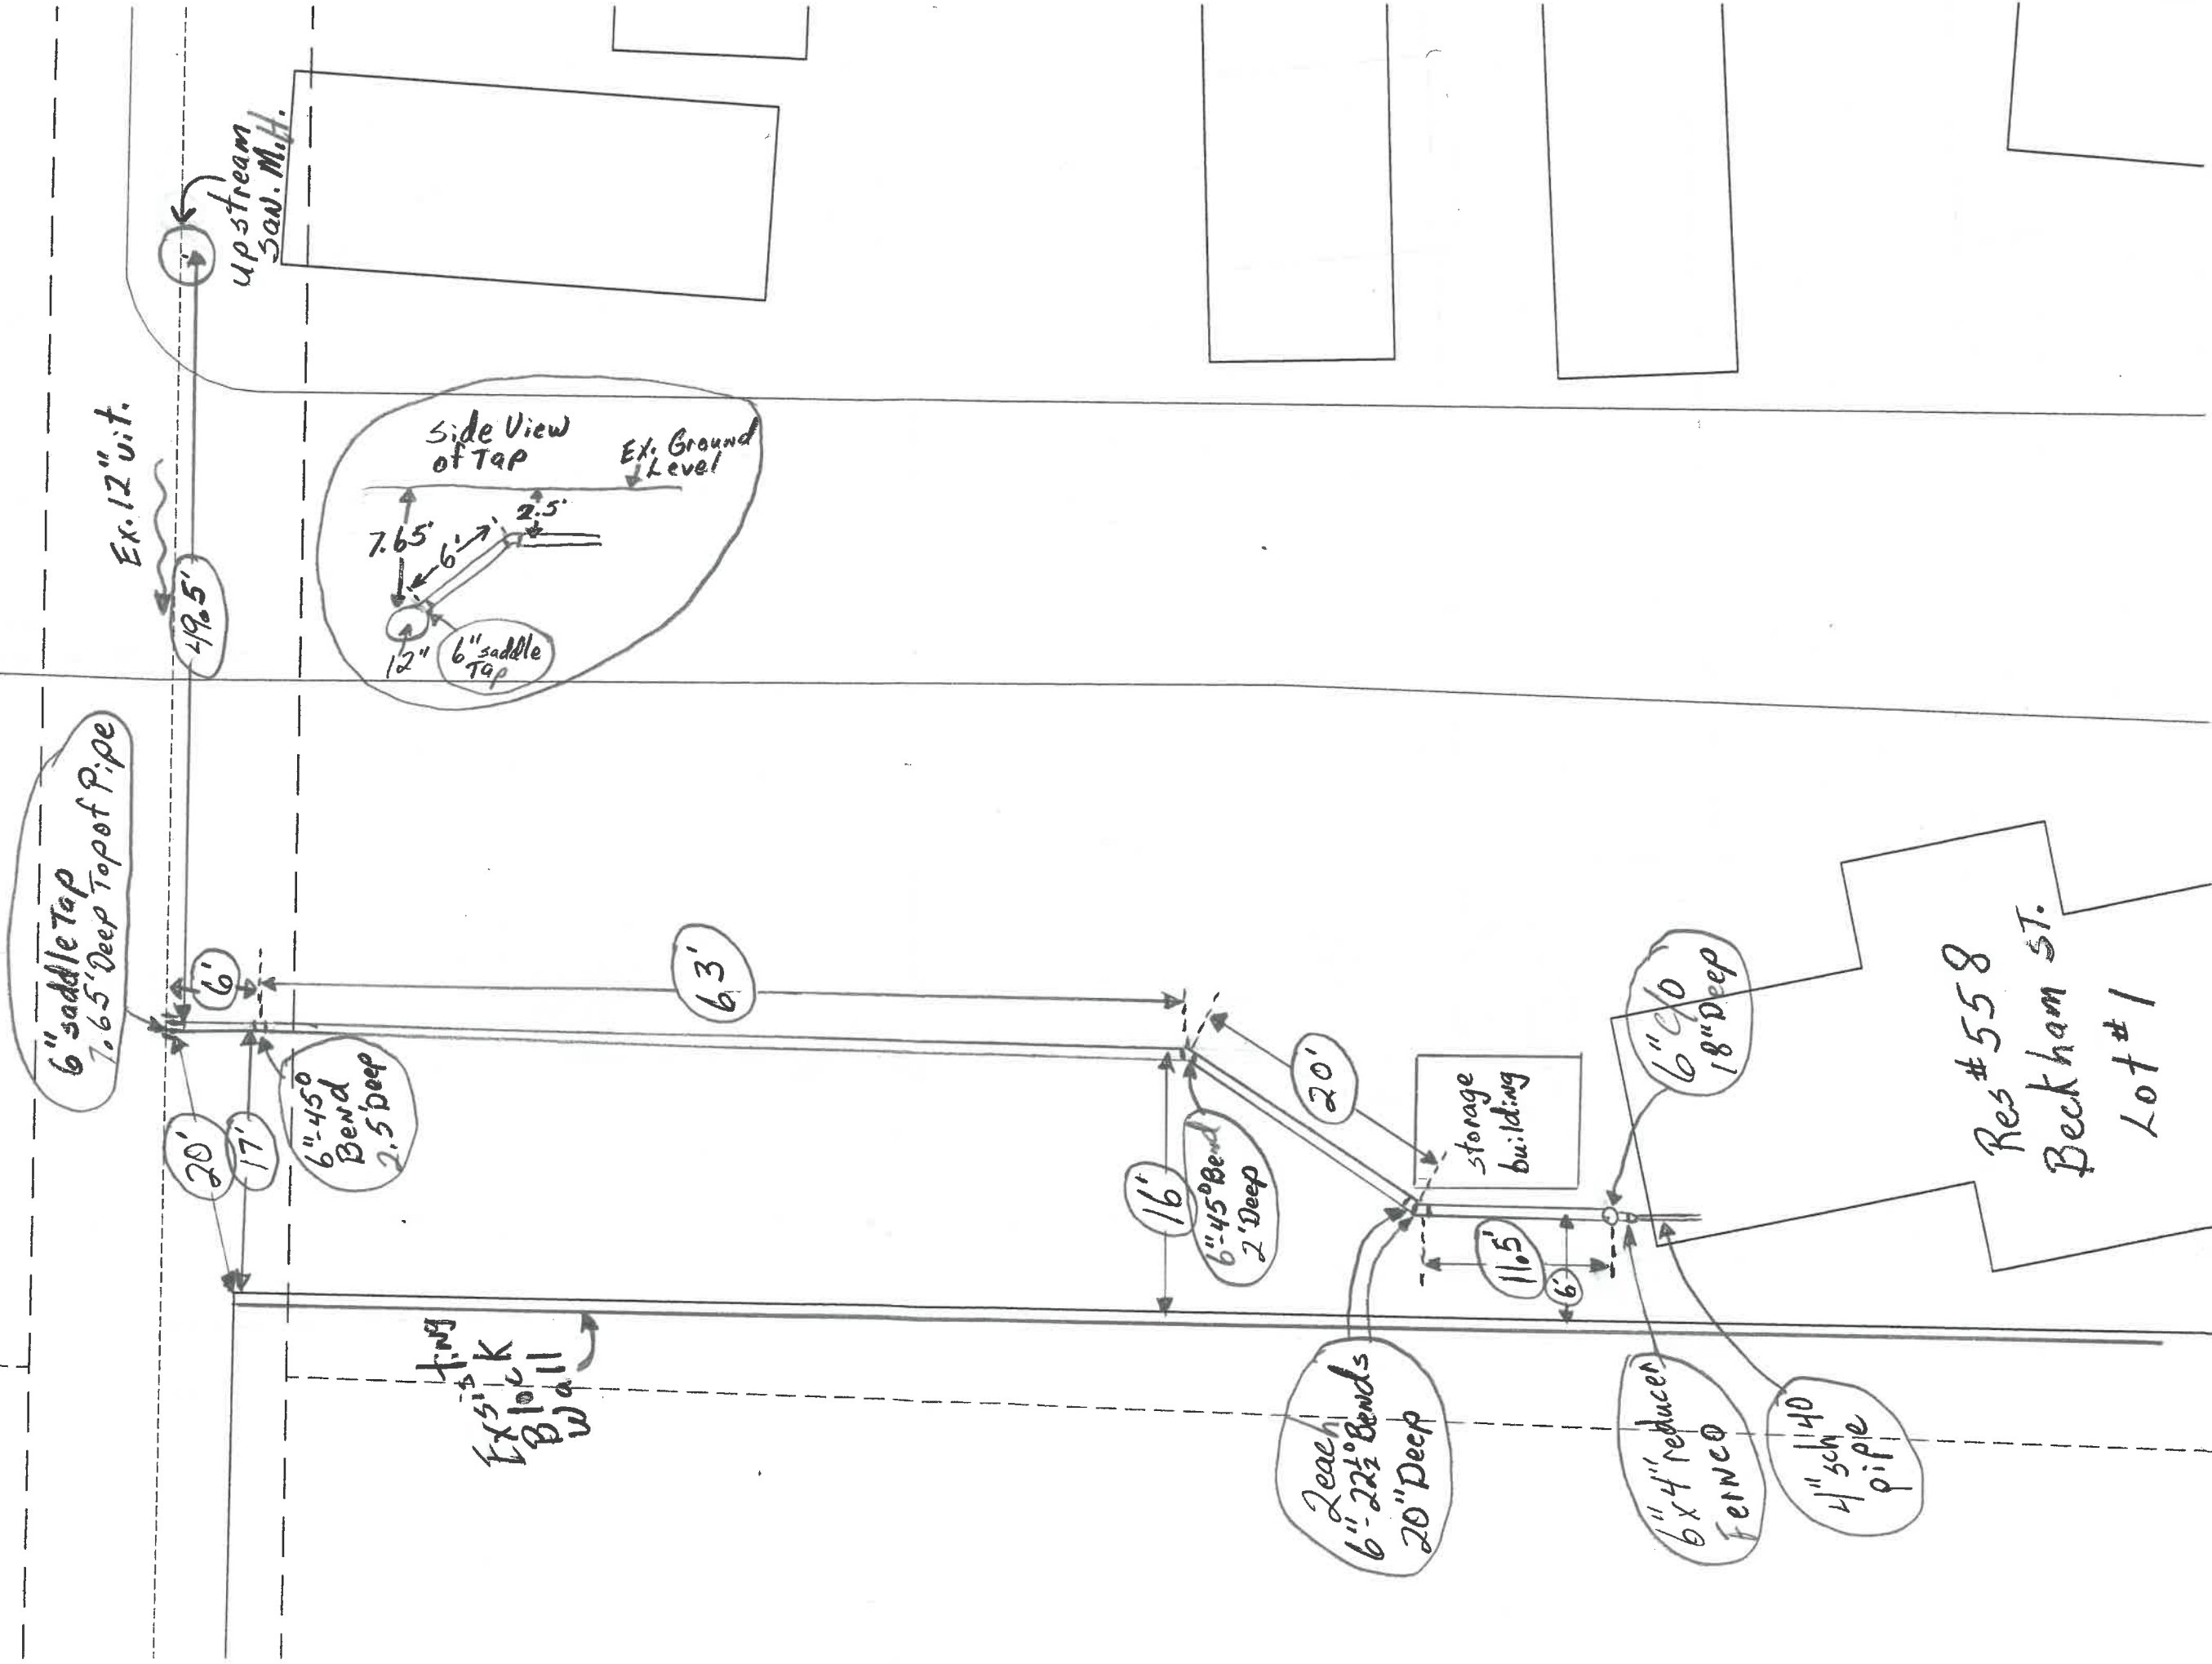 upstream
San. M.H.
Ex. 12" vit.
49.5'
Side View
of Tap
Ex. Ground
Level
7.65'
6'
2.5'
12"
6" saddle
Tap
6" saddle Tap
7.65' Deep Top of Pipe
6'
63'
20'
17'
6"-45°
Bend
2.5' Deep
16'
6"-45° Bend
2' Deep
20'
storage
building
11.5'
6'
6" c/o
18" Deep
Exsisting
Block
Wall
2 each
6"-22½° Bends
20" Deep
6"x4" reducer
Fernco
4" sch 40
pipe
Res # 558
Beckham ST.
Lot # 1